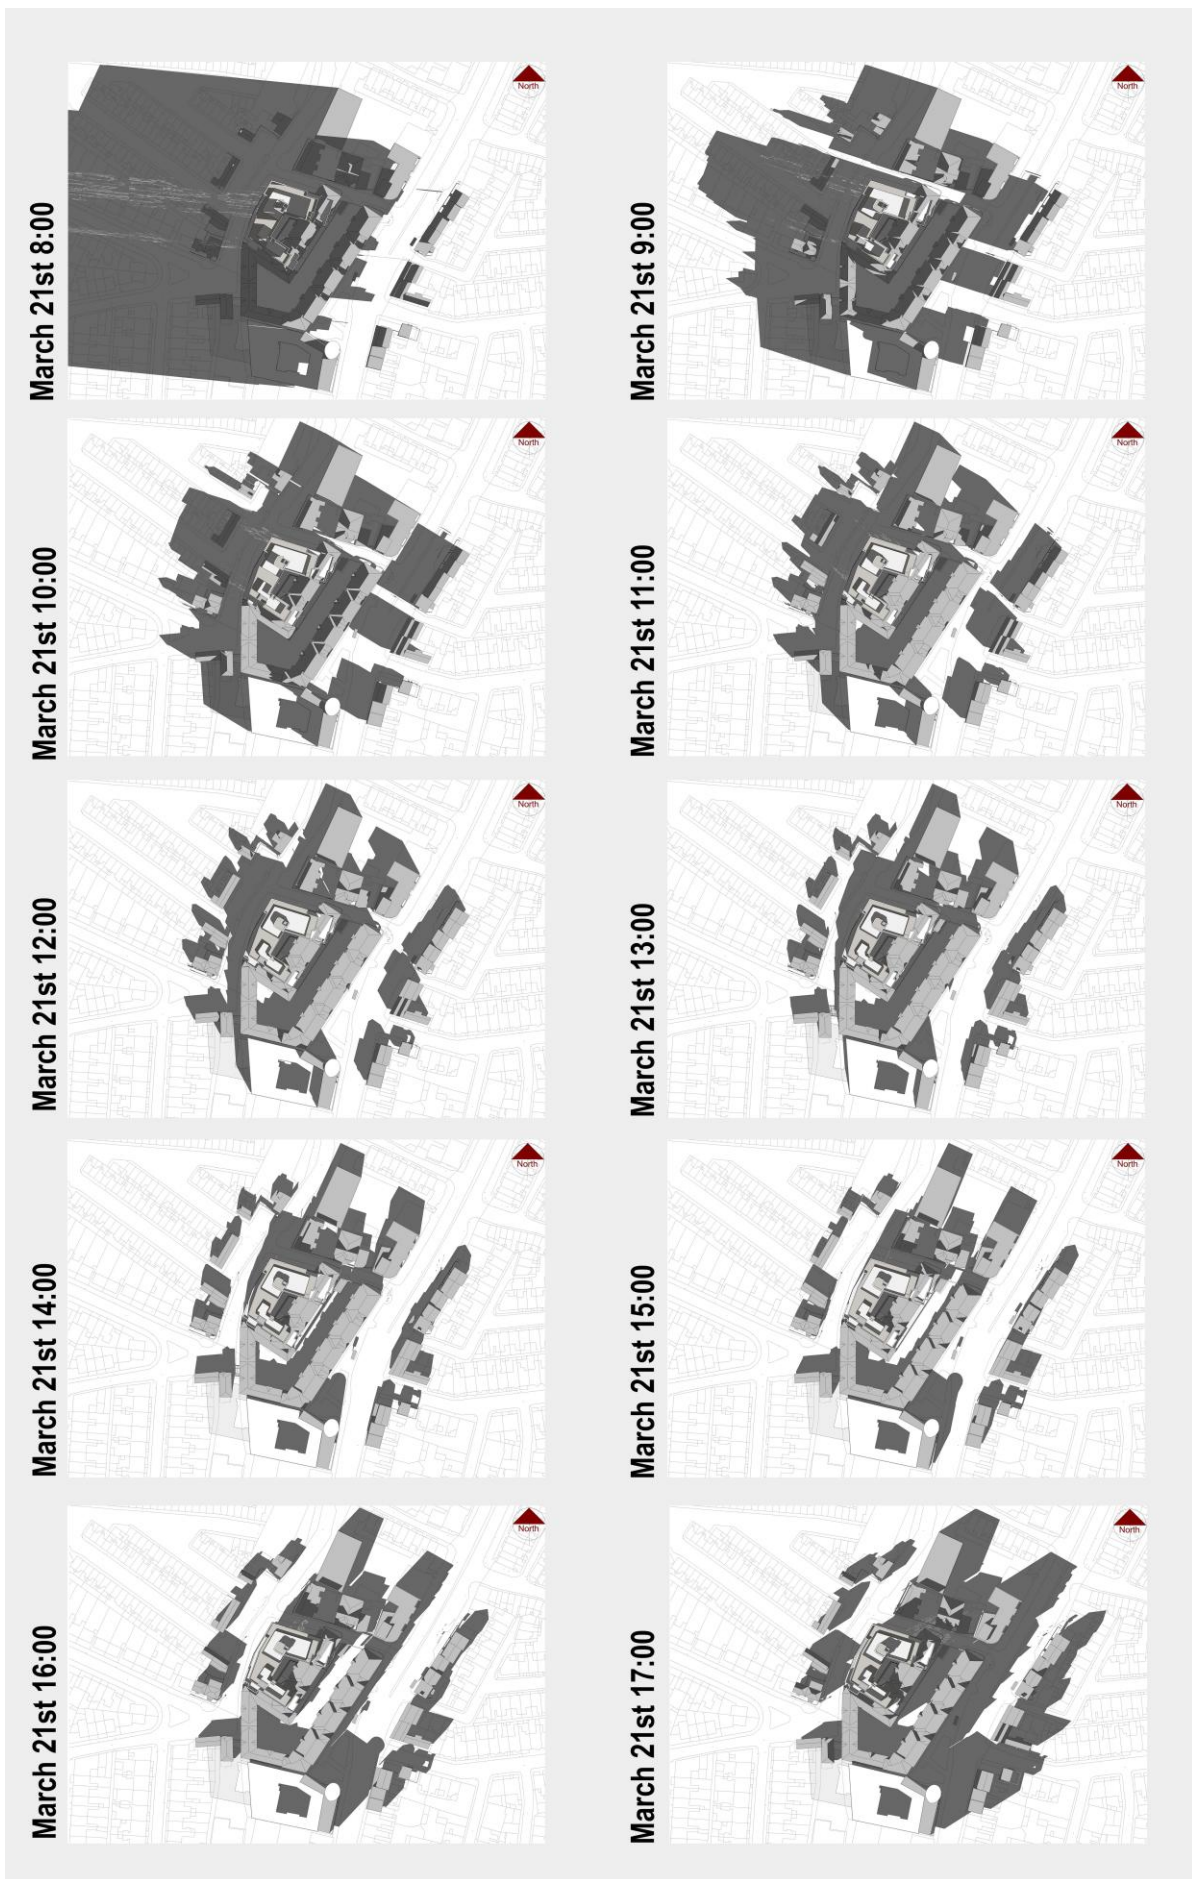 March 21st 8:00
North
March 21st 9:00
North
March 21st 10:00
North
March 21st 11:00
North
March 21st 12:00
North
March 21st 13:00
North
March 21st 14:00
North
March 21st 15:00
North
March 21st 16:00
North
March 21st 17:00
North